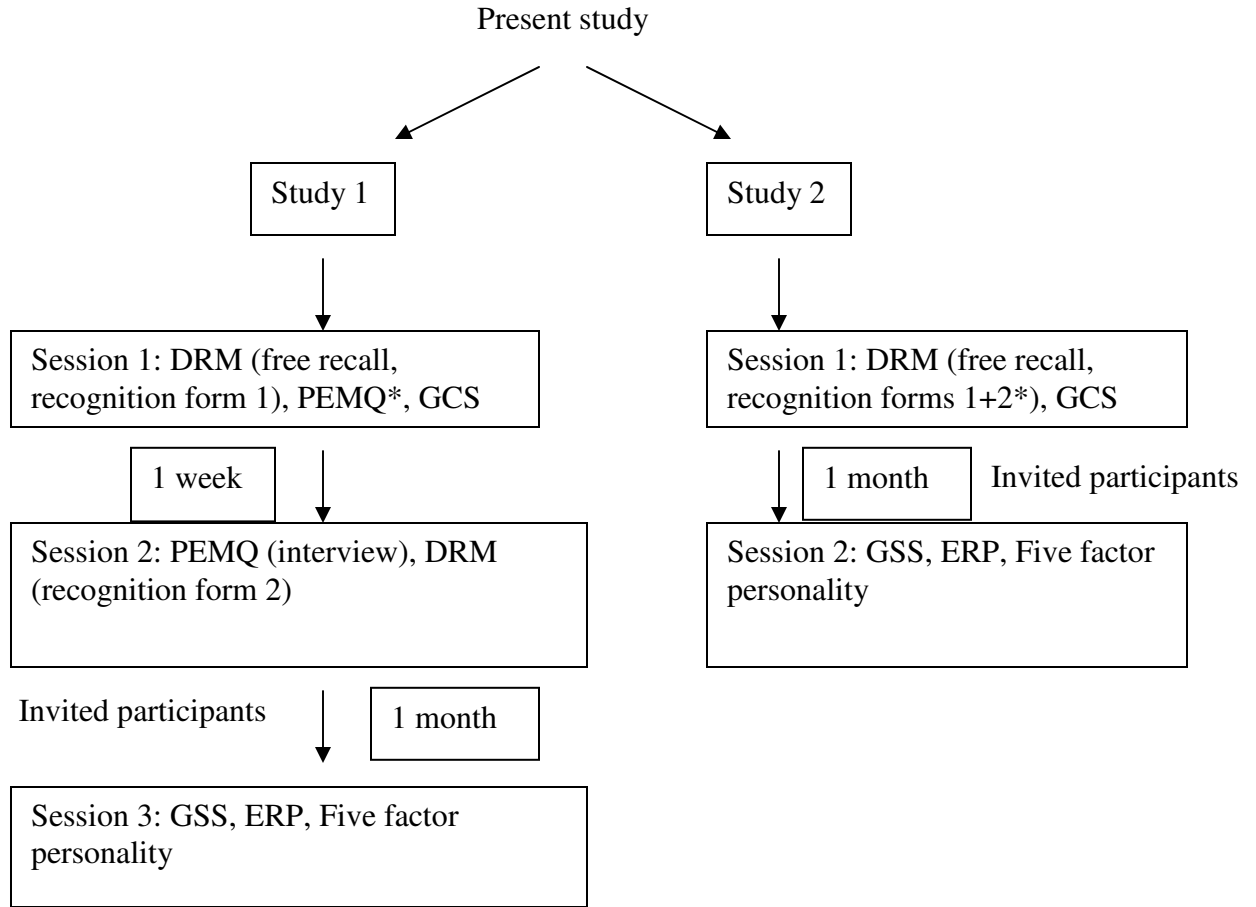 Present study
Study 1
Study 2
Session 1: DRM (free recall,
recognition form 1), PEMQ*, GCS
Session 1: DRM (free recall,
recognition forms 1+2*), GCS
1 week
1 month
Invited participants
Session 2: PEMQ (interview), DRM
(recognition form 2)
Session 2: GSS, ERP, Five factor
personality
Invited participants
1 month
Session 3: GSS, ERP, Five factor
personality